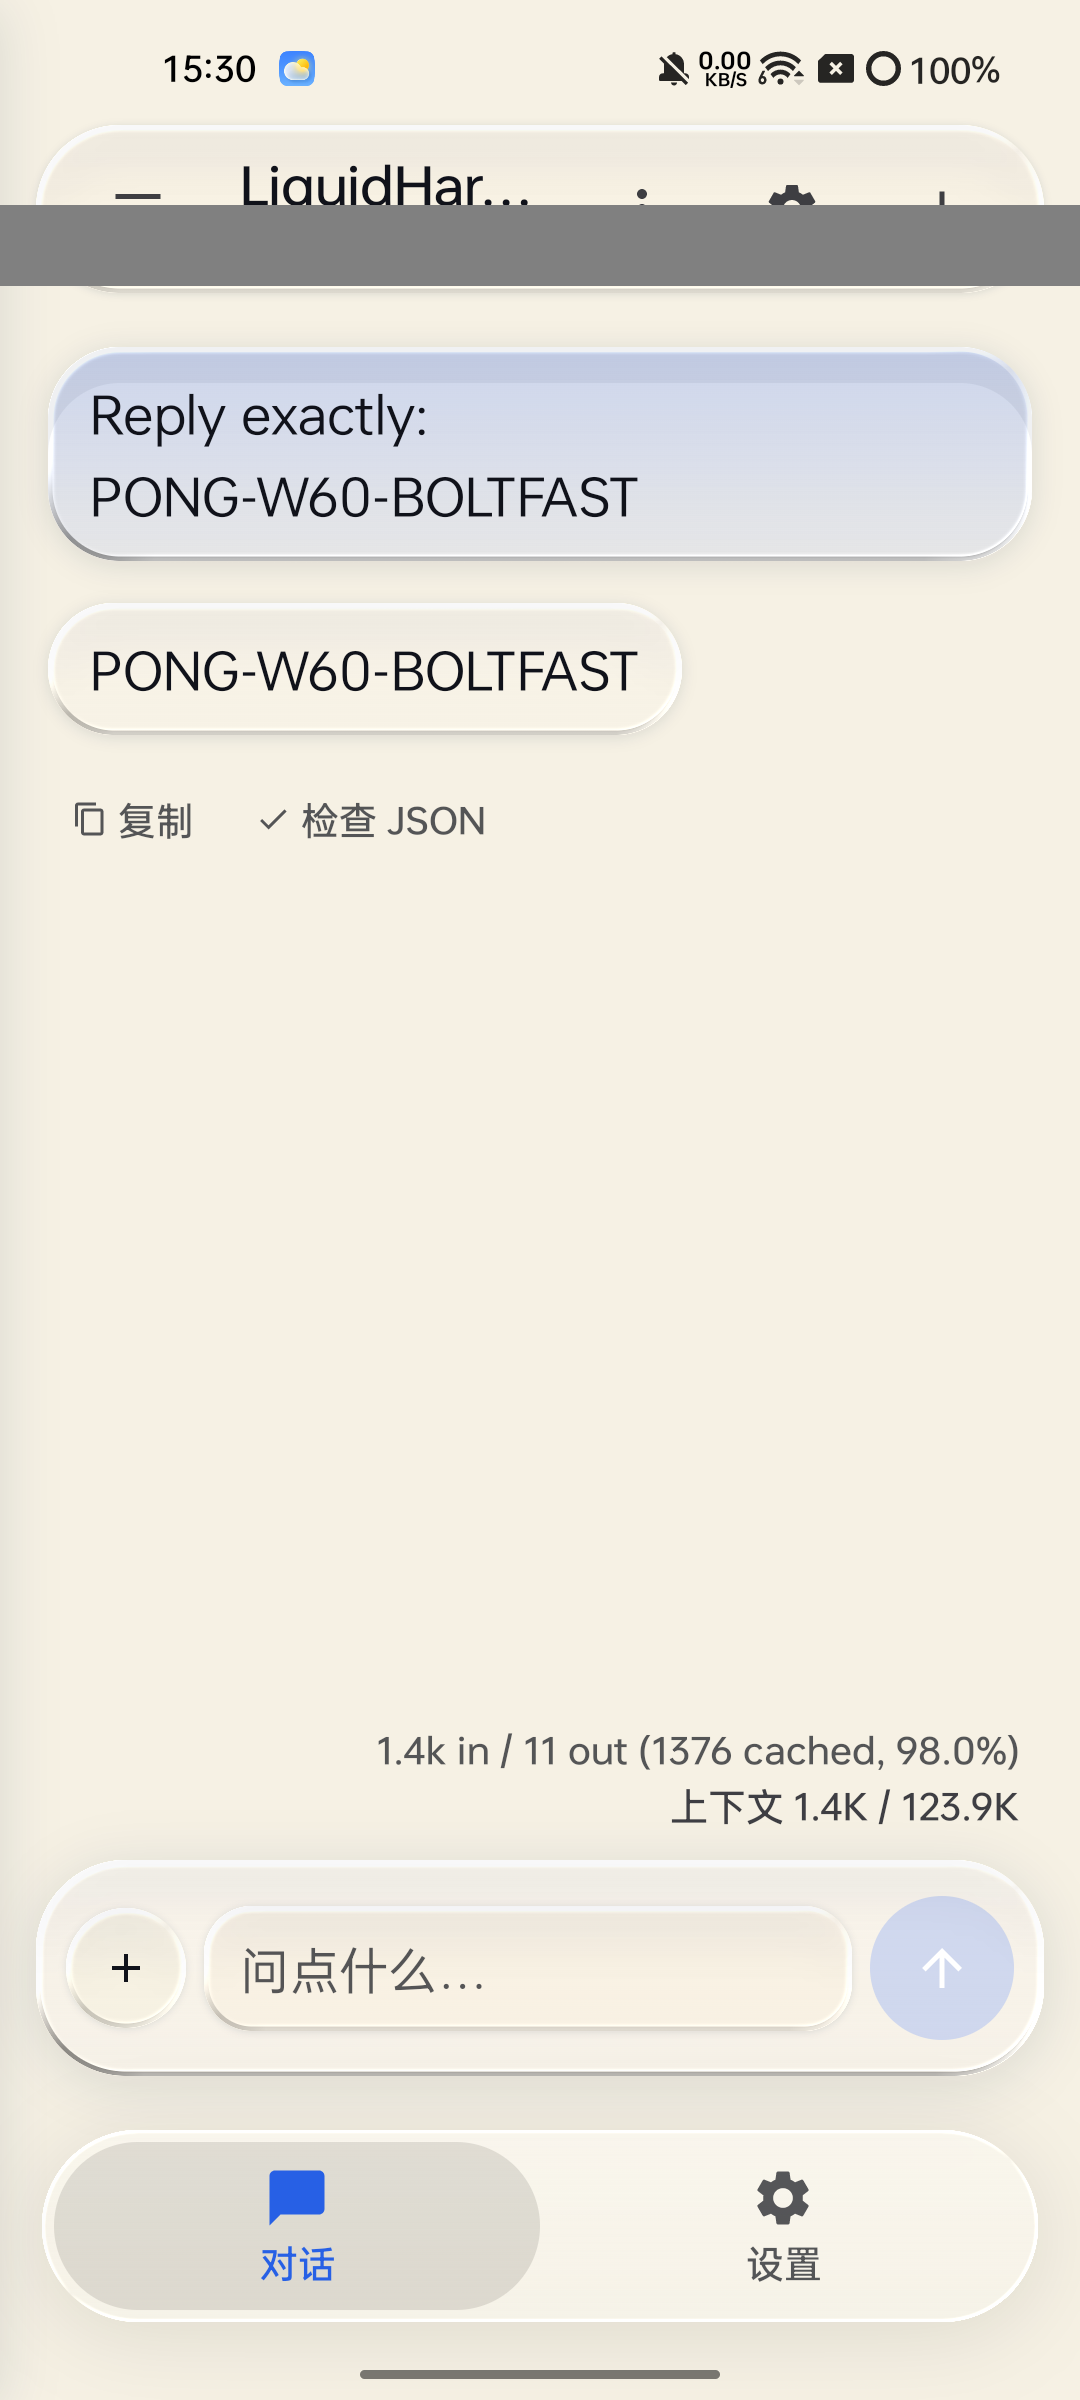 15:30
0.00
KB/S
6
100%
LiquidHar...
Reply exactly:
PONG-W60-BOLTFAST
PONG-W60-BOLTFAST
复制 检查 JSON
1.4k in / 11 out (1376 cached, 98.0%)
上下文 1.4K / 123.9K
问点什么...
对话 设置